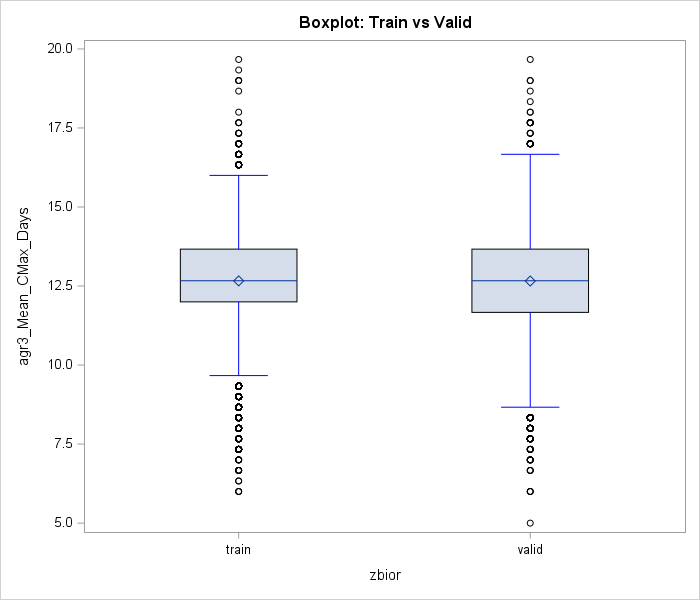 Boxplot: Train vs Valid
agr3_Mean_CMax_Days
20.0
17.5
15.0
12.5
10.0
7.5
5.0
train
valid
zbior